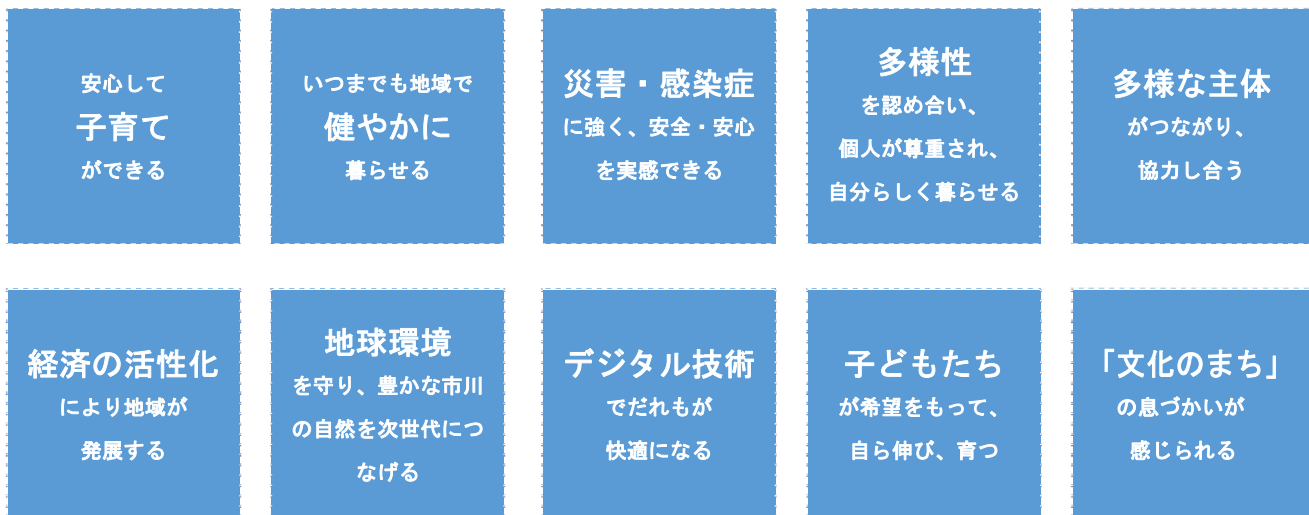 安心して
子育て
ができる
いつまでも地域で
健やかに
暮らせる
災害・感染症
に強く、安全・安心
を実感できる
多様性
を認め合い、
個人が尊重され、
自分らしく暮らせる
多様な主体
がつながり、
協力し合う
経済の活性化
により地域が
発展する
地球環境
を守り、豊かな市川
の自然を次世代につ
なげる
デジタル技術
でだれもが
快適になる
子どもたち
が希望をもって、
自ら伸び、育つ
「文化のまち」
の息づかいが
感じられる